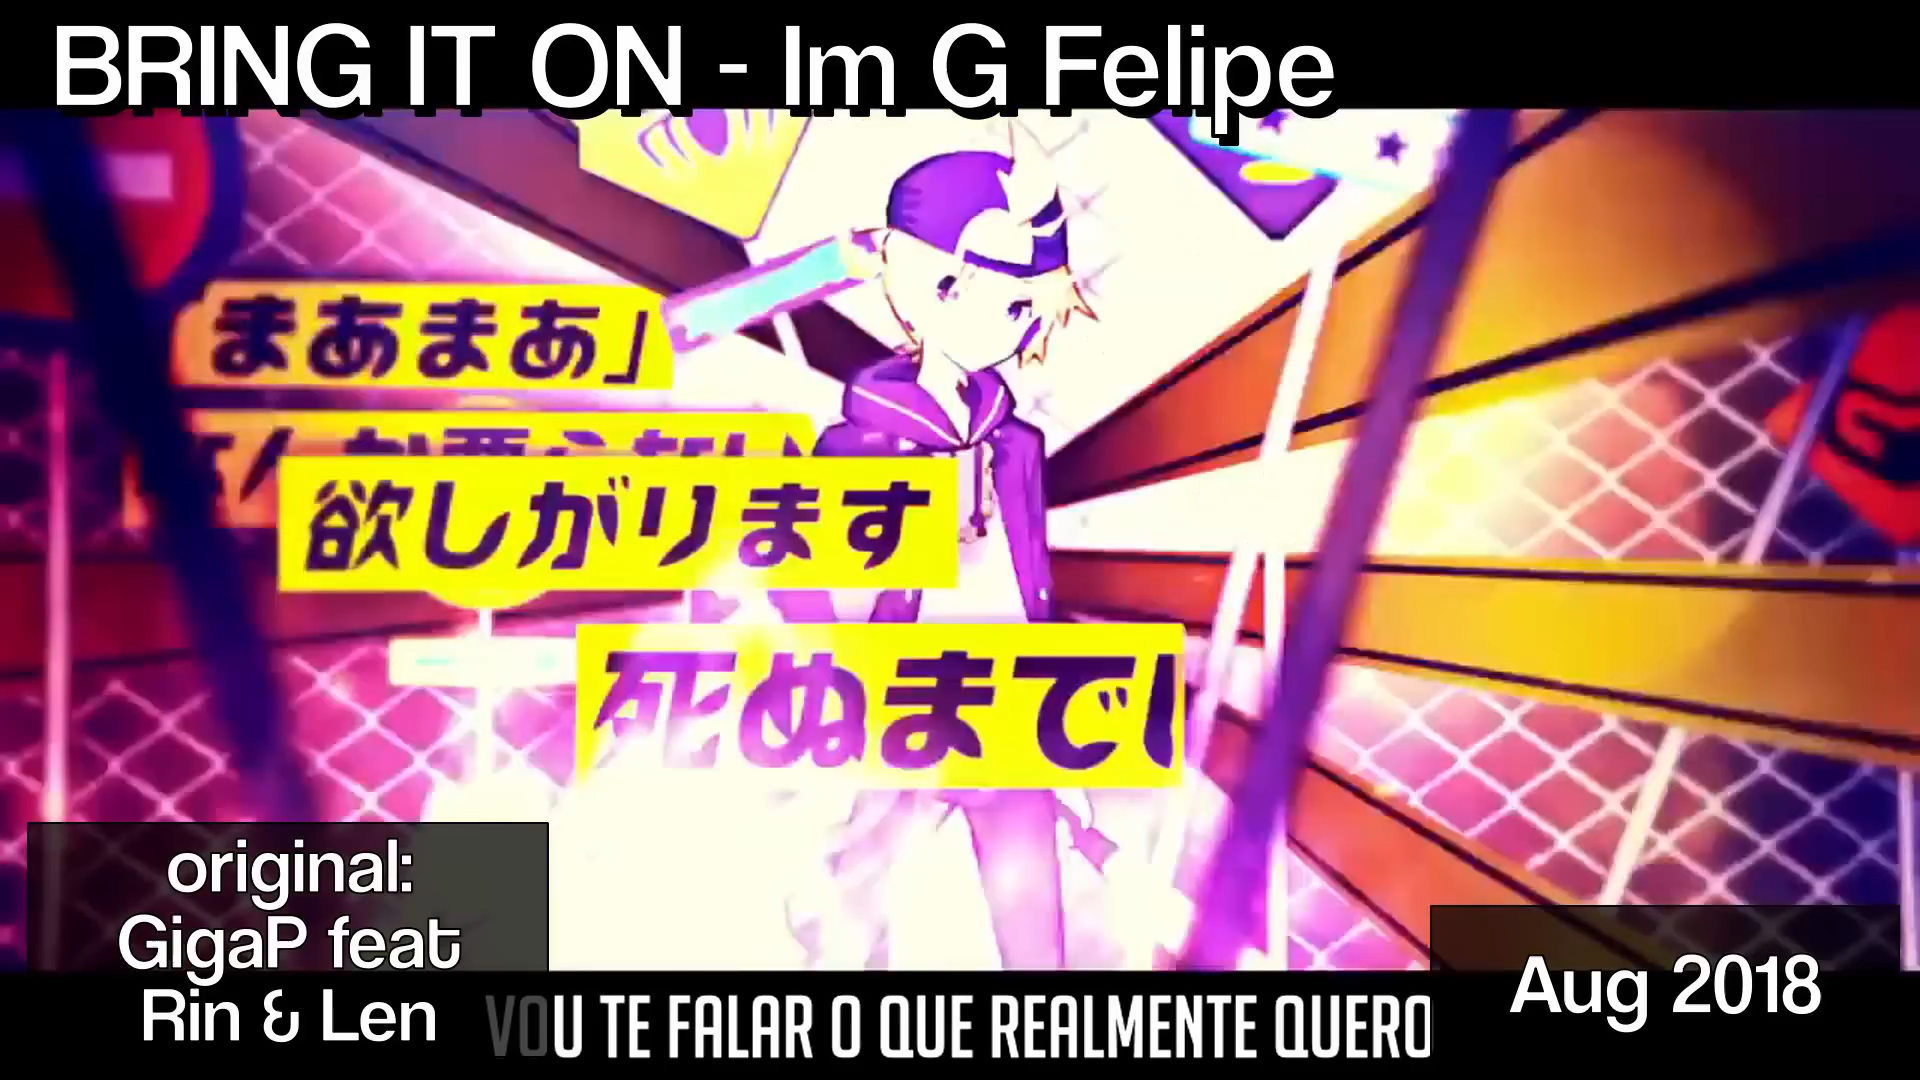 BRING IT ON - Im G Felipe
まあまあ」
欲しがります
死ぬまで
original:
GigaP feat
Rin & Len
VOU TE FALAR O QUE REALMENTE QUERO
Aug 2018